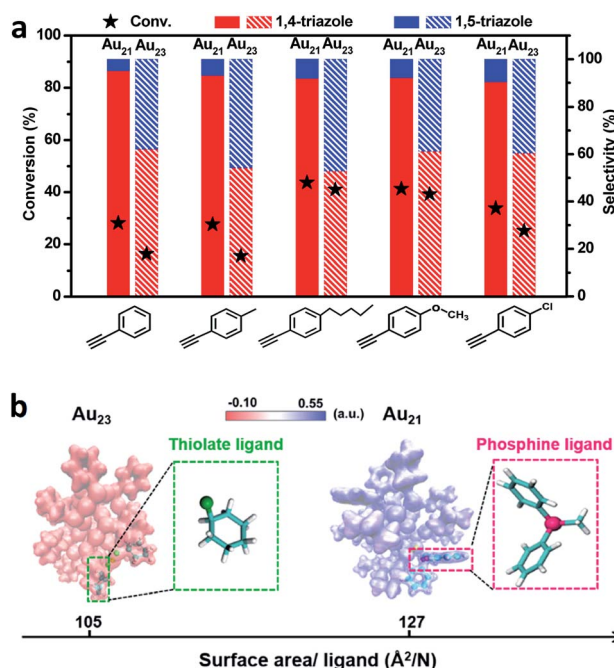 a
★ Conv. 1,4-triazole 1,5-triazole
Au21 Au23 Au21 Au23 Au21 Au23 Au21 Au23 Au21 Au23
Conversion (%)
100
80
60
40
20
0
Selectivity (%)
100
80
60
40
20
0
O CH3
Cl
b
-0.10 0.55
(a.u.)
Au23
Au21
Thiolate ligand
Phosphine ligand
105
127
Surface area/ ligand (Å2/N)